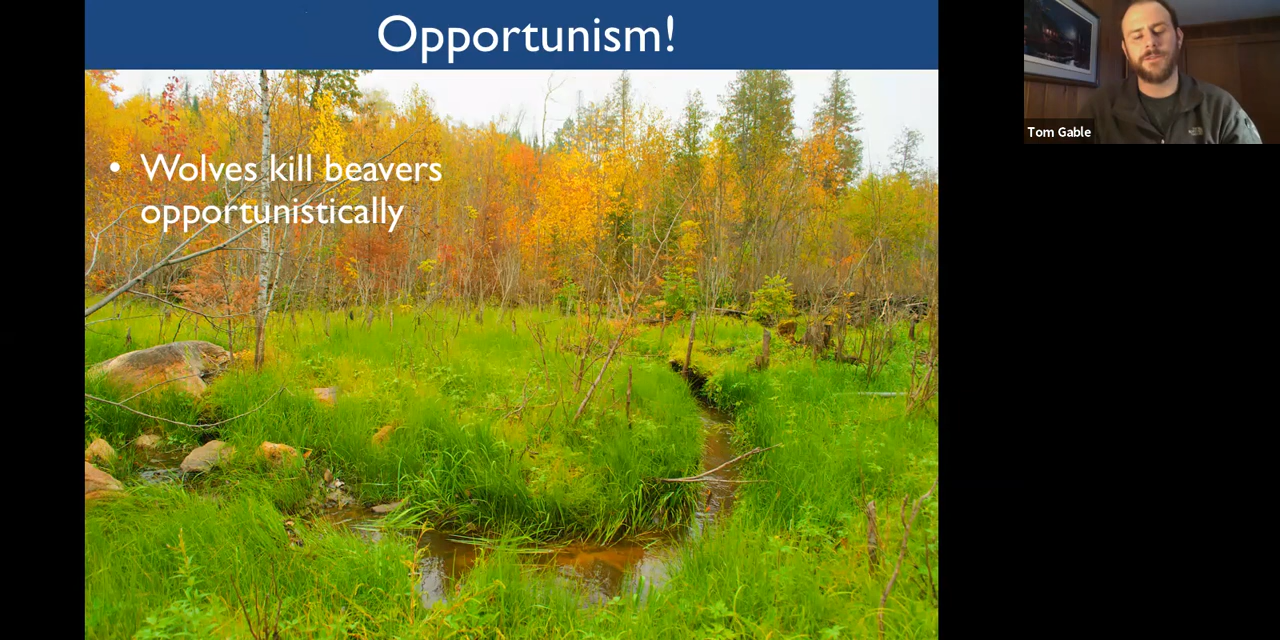 Opportunism!
• Wolves kill beavers
opportunistically
Tom Gable